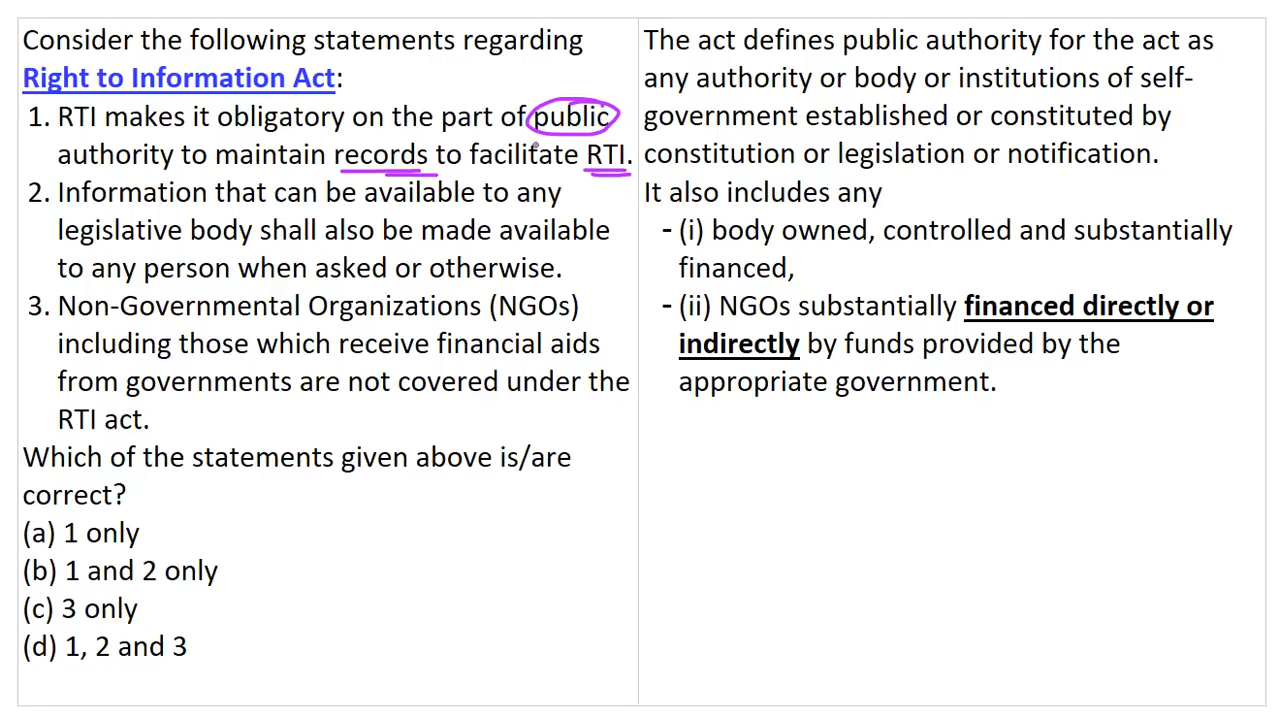 Consider the following statements regarding
Right to Information Act:
1. RTI makes it obligatory on the part of public
authority to maintain records to facilitate RTI.
2. Information that can be available to any
legislative body shall also be made available
to any person when asked or otherwise.
3. Non-Governmental Organizations (NGOs)
including those which receive financial aids
from governments are not covered under the
RTI act.
Which of the statements given above is/are
correct?
(a) 1 only
(b) 1 and 2 only
(c) 3 only
(d) 1, 2 and 3
The act defines public authority for the act as
any authority or body or institutions of self-
government established or constituted by
constitution or legislation or notification.
It also includes any
- (i) body owned, controlled and substantially
financed,
- (ii) NGOs substantially financed directly or
indirectly by funds provided by the
appropriate government.